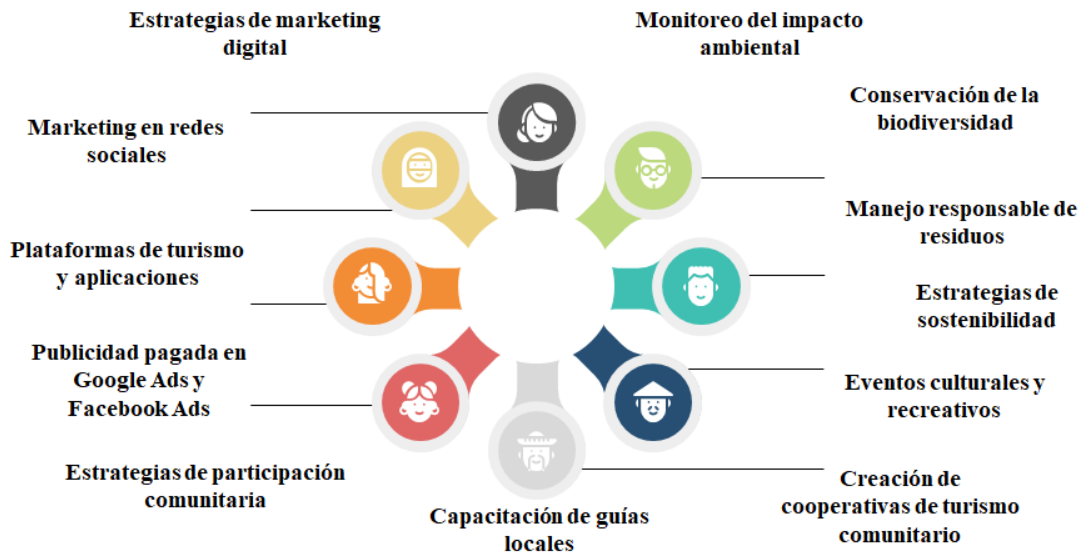 Estrategias de marketing
digital
Marketing en redes
sociales
Plataformas de turismo
y aplicaciones
Publicidad pagada en
Google Ads y
Facebook Ads
Estrategias de participación
comunitaria
Capacitación de guías
locales
Monitoreo del impacto
ambiental
Conservación de la
biodiversidad
Manejo responsable de
residuos
Estrategias de
sostenibilidad
Eventos culturales y
recreativos
Creación de
cooperativas de turismo
comunitario